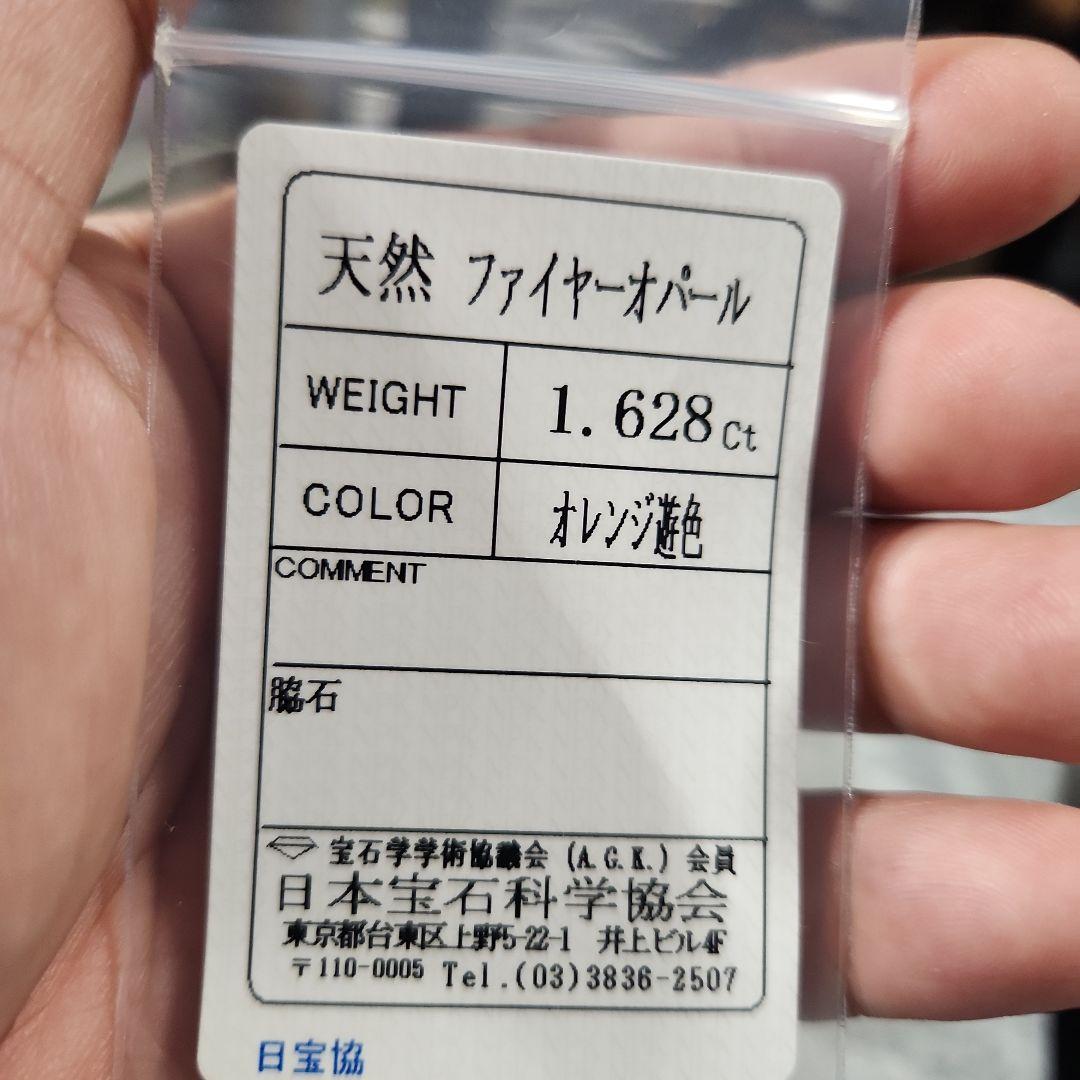 天然 ファイヤーオパール
WEIGHT 1.628ct
COLOR オレンジ遊色
COMMENT
脇石
宝石学学術協議会 (A.G.K.) 会員
日本宝石科学協会
東京都台東区上野5-22-1 井上ビル4F
〒110-0005 Tel.(03)3836-2507
日宝協